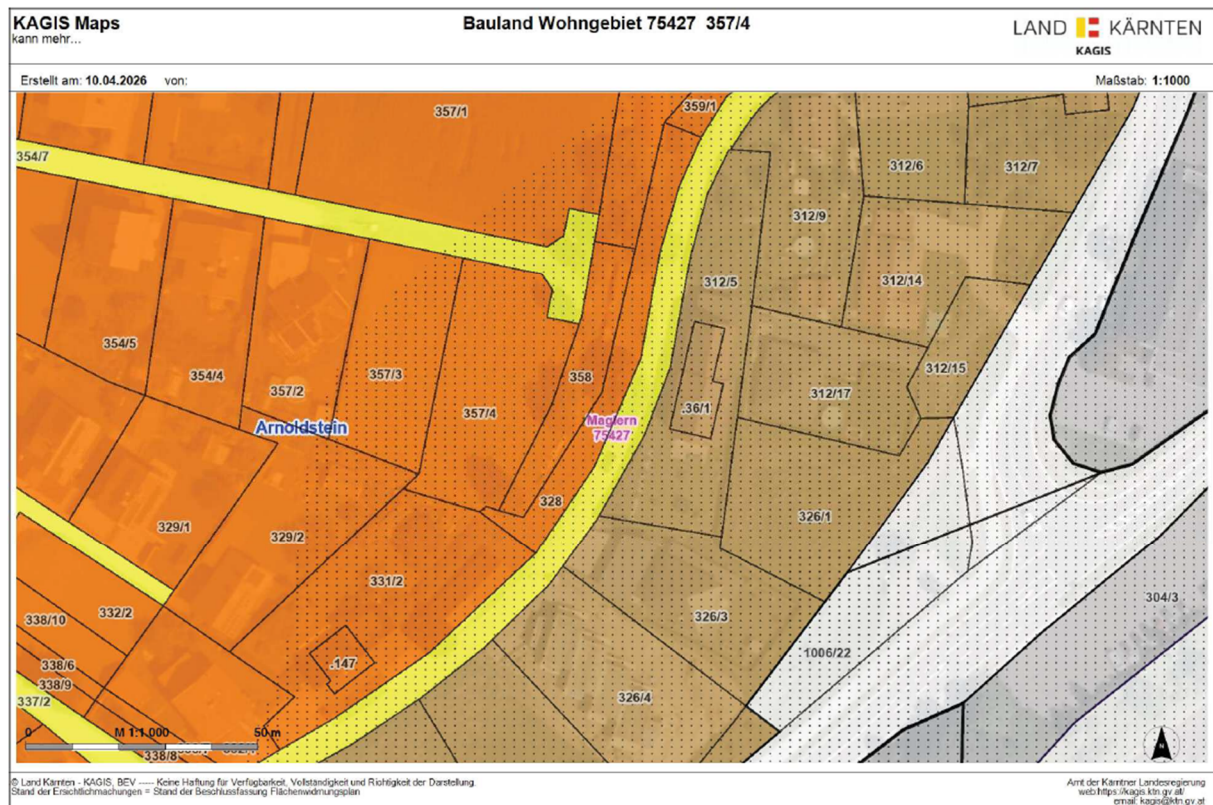 KAGIS Maps
kann mehr...
Bauland Wohngebiet 75427 357/4
LAND KÄRNTEN
KAGIS
Erstellt am: 10.04.2026 von:
Maßstab: 1:1000
357/1
359/1
354/7
312/6
312/7
312/9
312/5
312/14
354/5
354/4
357/2
357/3
357/4
358
312/15
312/17
.36/1
Arnoldstein
Maglern
75427
328
326/1
329/1
329/2
331/2
332/2
338/10
326/3
304/3
338/6
.147
1006/22
338/9
337/2
326/4
0 M 1:1 000 50 m
338/8
N
© Land Kärnten - KAGIS, BEV ---- Keine Haftung für Verfügbarkeit, Vollständigkeit und Richtigkeit der Darstellung.
Stand der Ersichtlichmachungen = Stand der Beschlussfassung Flächenwidmungsplan
Amt der Kärntner Landesregierung
web:https://kagis.ktn.gv.at/
email: kagis@ktn.gv.at